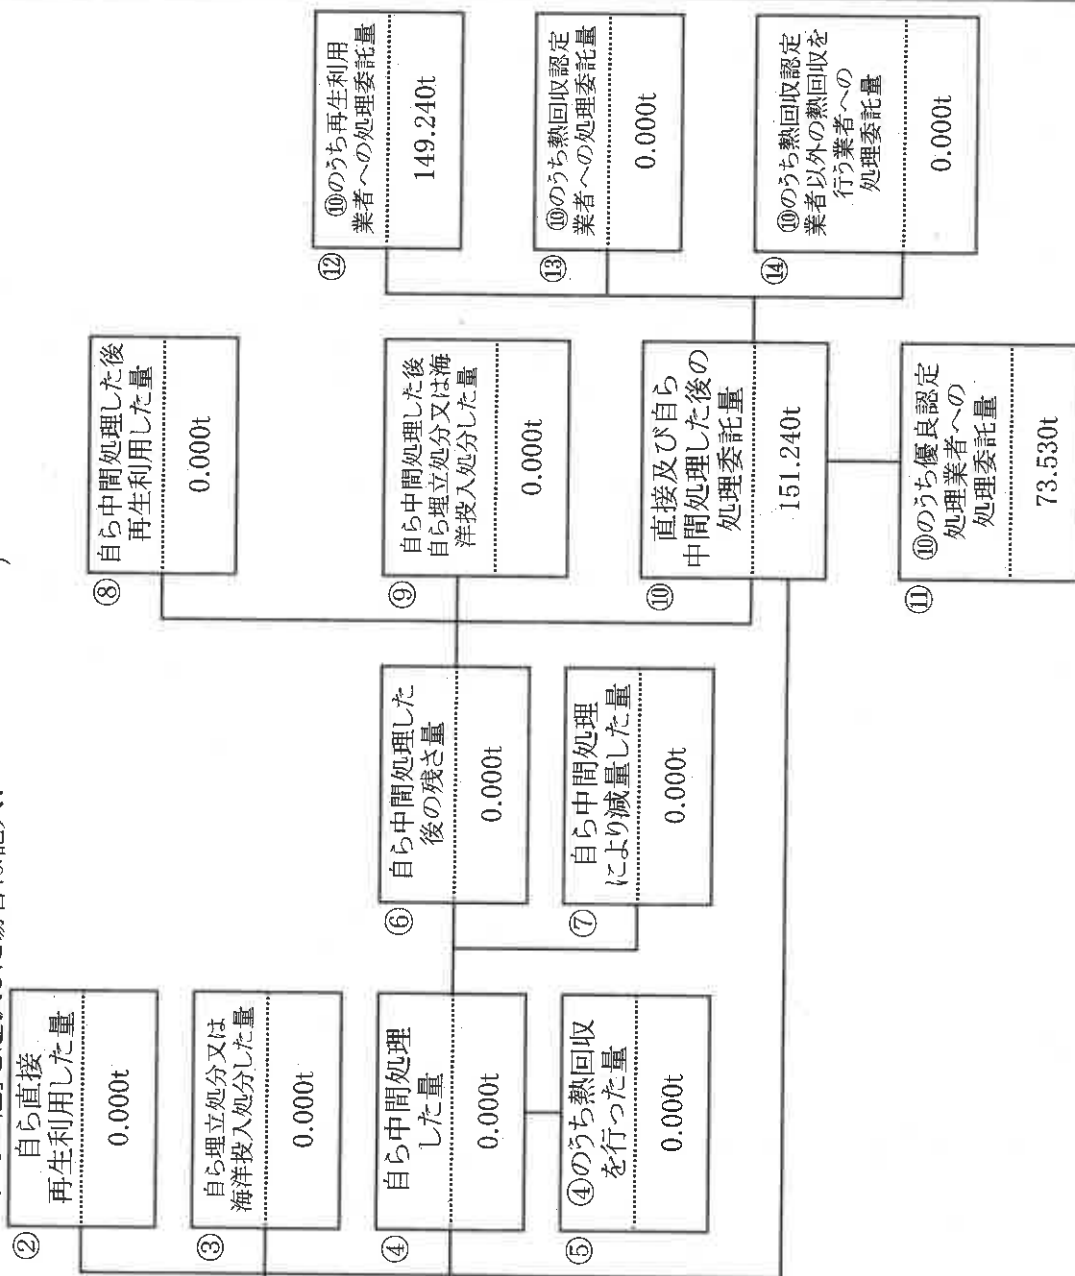 ②
自ら直接
再生利用した量
0.000t
③
自ら埋立処分又は
海洋投入処分した量
0.000t
④
自ら中間処理
した量
0.000t
⑤
④のうち熱回収
を行った量
0.000t
⑥
自ら中間処理した
後の残さ量
0.000t
⑦
自ら中間処理
により減量した量
0.000t
⑧
自ら中間処理した後
再生利用した量
0.000t
⑨
自ら中間処理した後
自ら埋立処分又は海
洋投入処分した量
0.000t
⑩
直接及び自ら
中間処理した後の
処理委託量
151.240t
⑪
⑩のうち優良認定
処理業者への
処理委託量
73.530t
⑫
⑩のうち再生利用
業者への処理委託量
149.240t
⑬
⑩のうち熱回収認定
業者への処理委託量
0.000t
⑭
⑩のうち熱回収認定
業者以外の熱回収を
行う業者への
処理委託量
0.000t